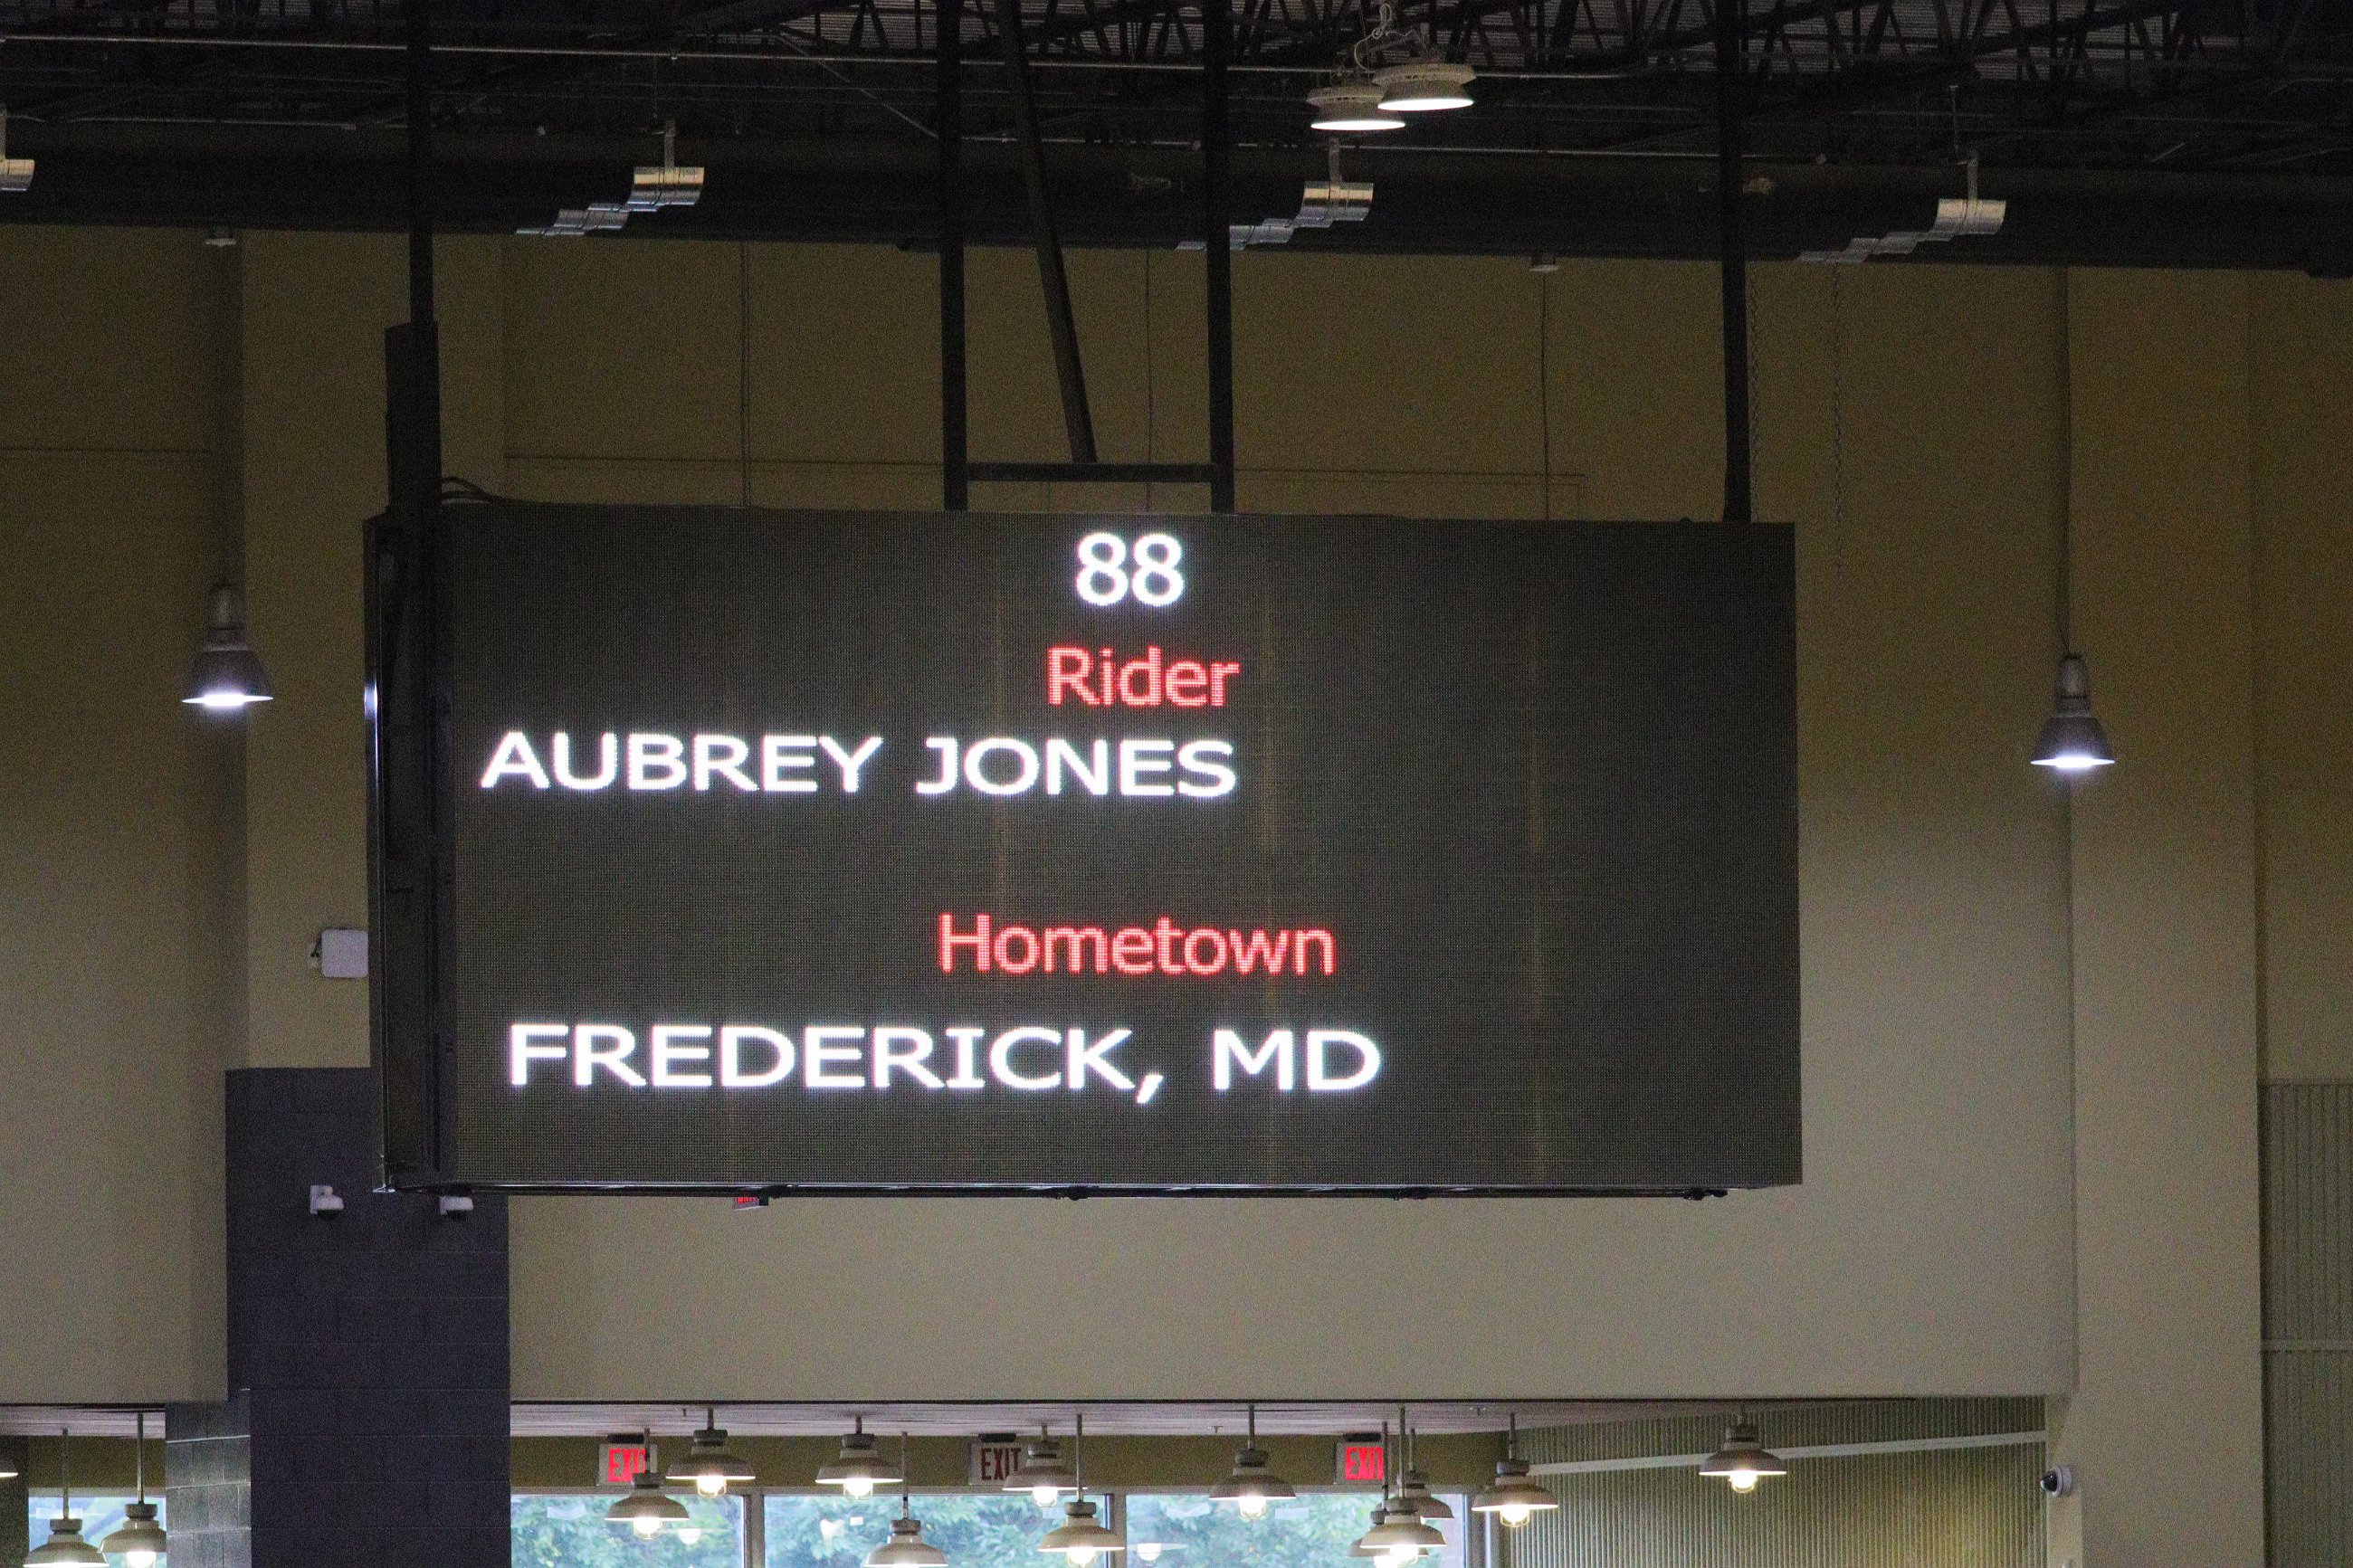 88
Rider
AUBREY JONES
Hometown
FREDERICK, MD
EXIT
EXIT
EXIT